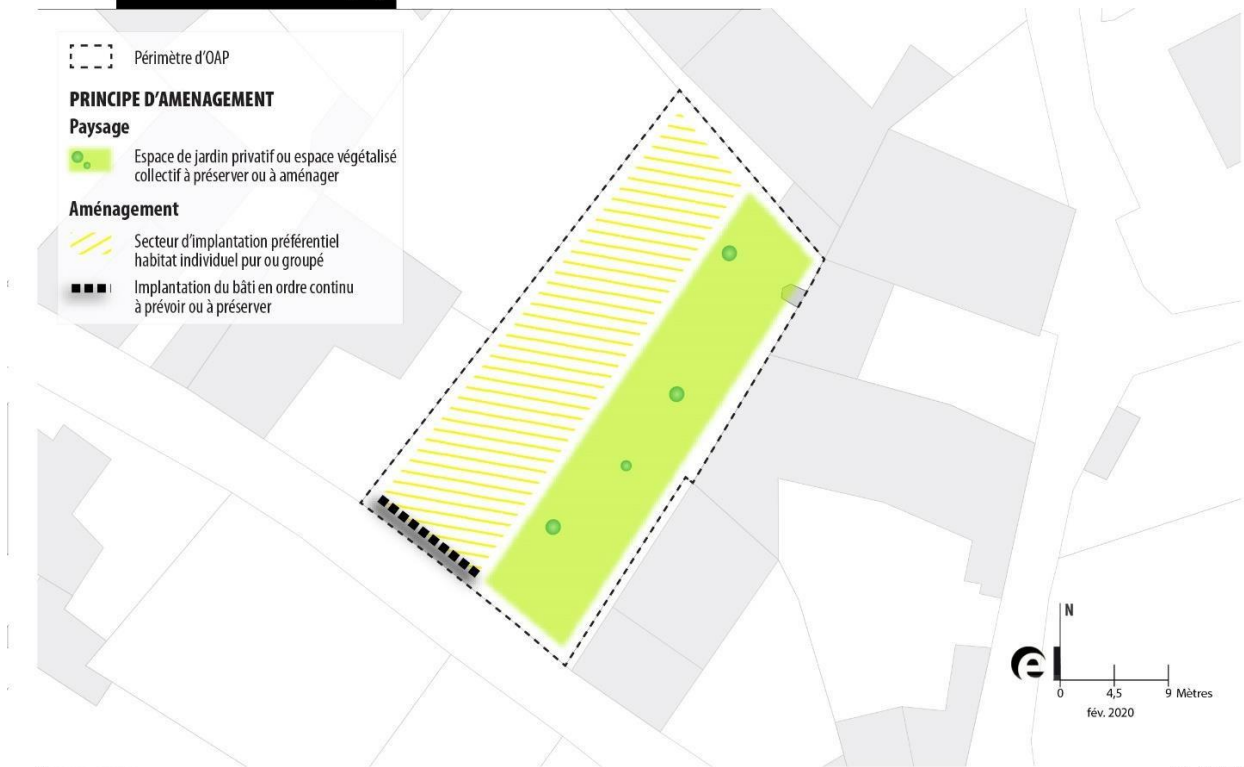 Périmètre d'OAP
PRINCIPE D'AMENAGEMENT
Paysage
Espace de jardin privatif ou espace végétalisé
collectif à préserver ou à aménager
Aménagement
Secteur d'implantation préférentiel
habitat individuel pur ou groupé
Implantation du bâti en ordre continu
à prévoir ou à préserver
N
e
0 4,5 9 Mètres
fév. 2020